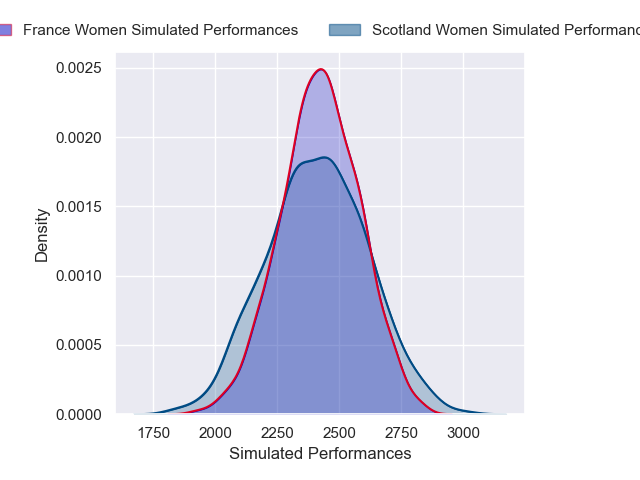 France Women Simulated Performances
Scotland Women Simulated
0.0025
0.0020
0.0015
0.0010
0.0005
0.0000
Density
1750 2000 2250 2500 2750 3000
Simulated Performances